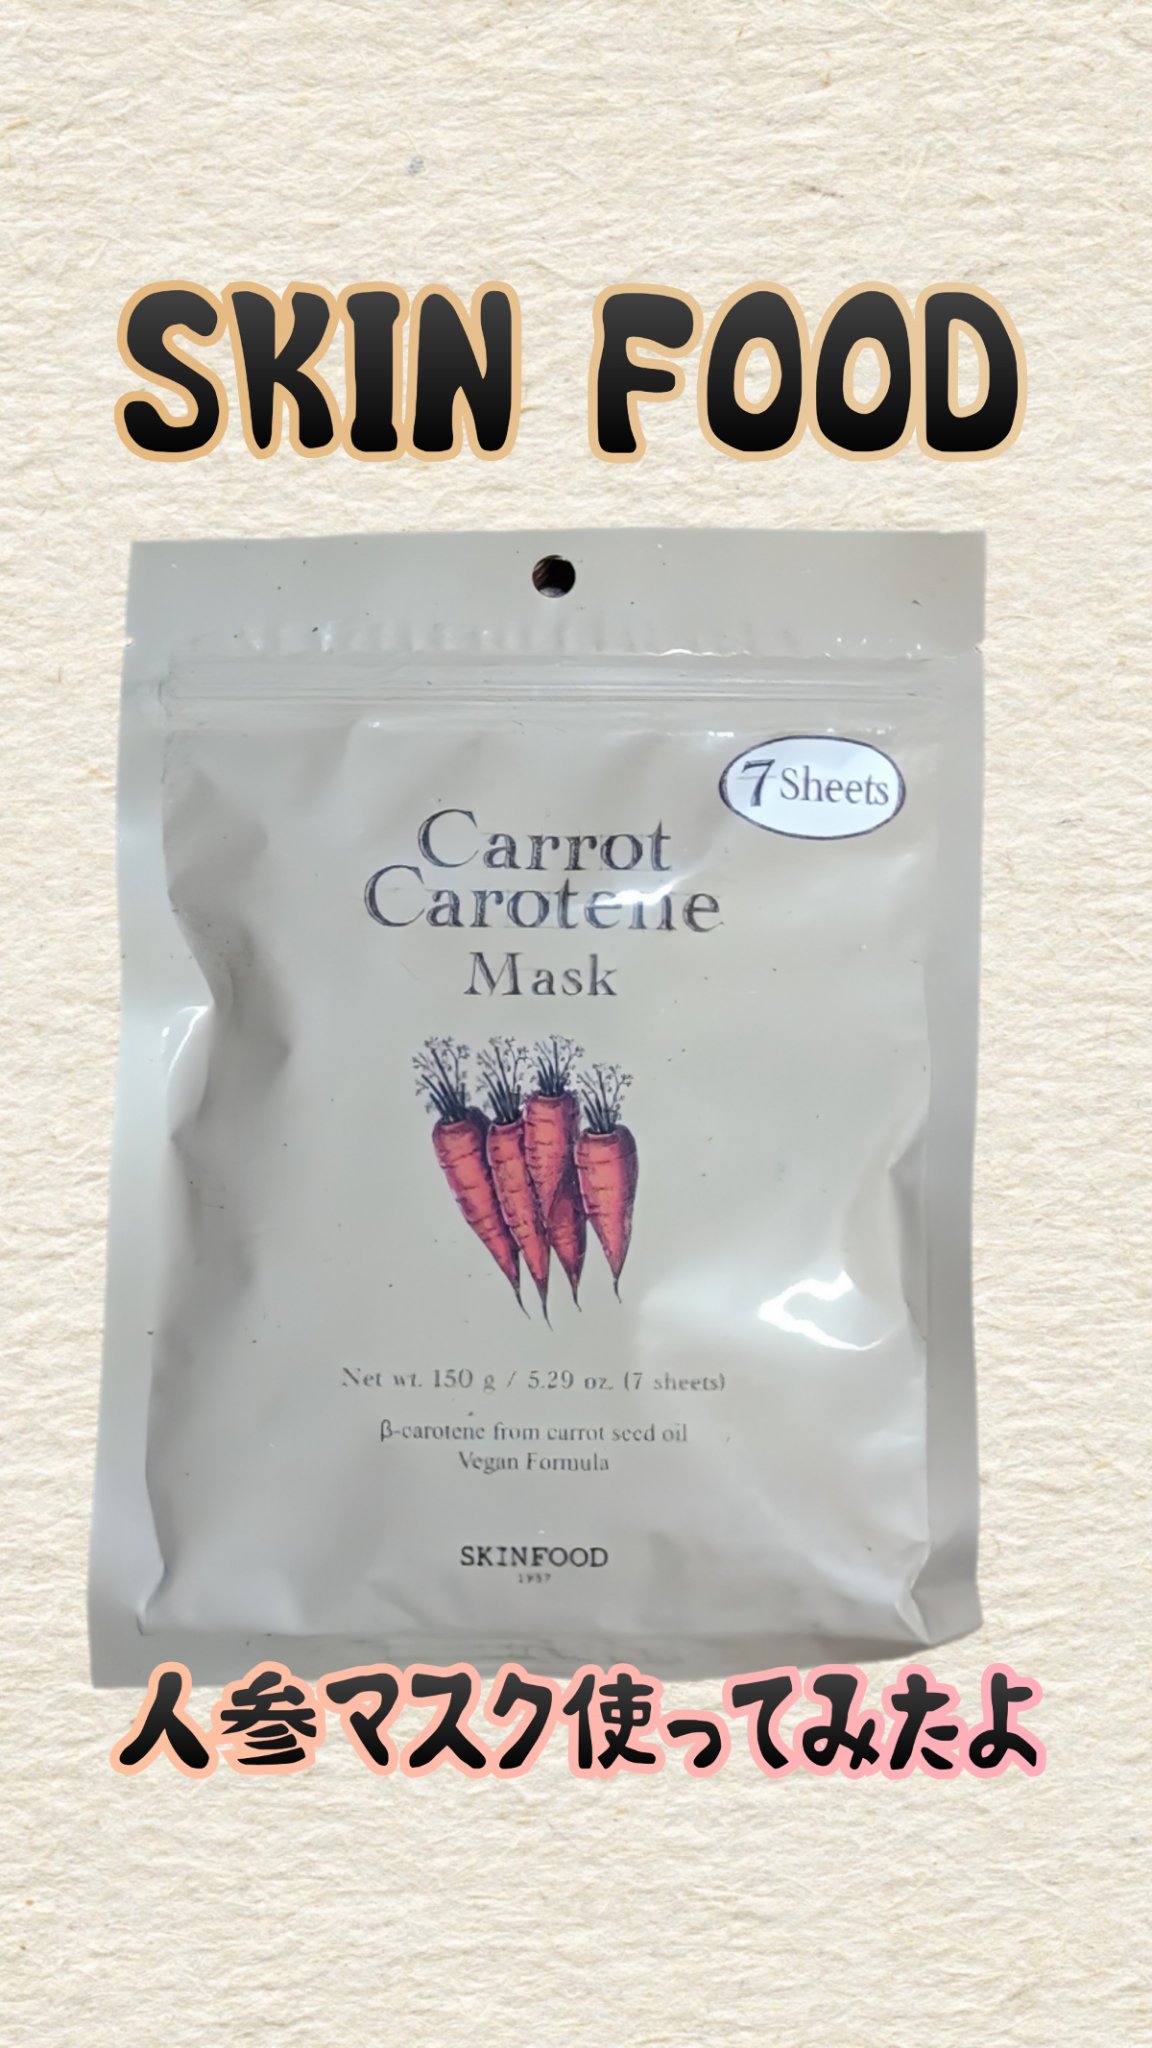 SKIN FOOD
7 Sheets
Carrot
Carotene
Mask
Net wt. 150 g / 5.29 oz. (7 sheets)
β-carotene from carrot seed oil
Vegan Formula
SKINFOOD
1957
人参マスク使ってみたよ